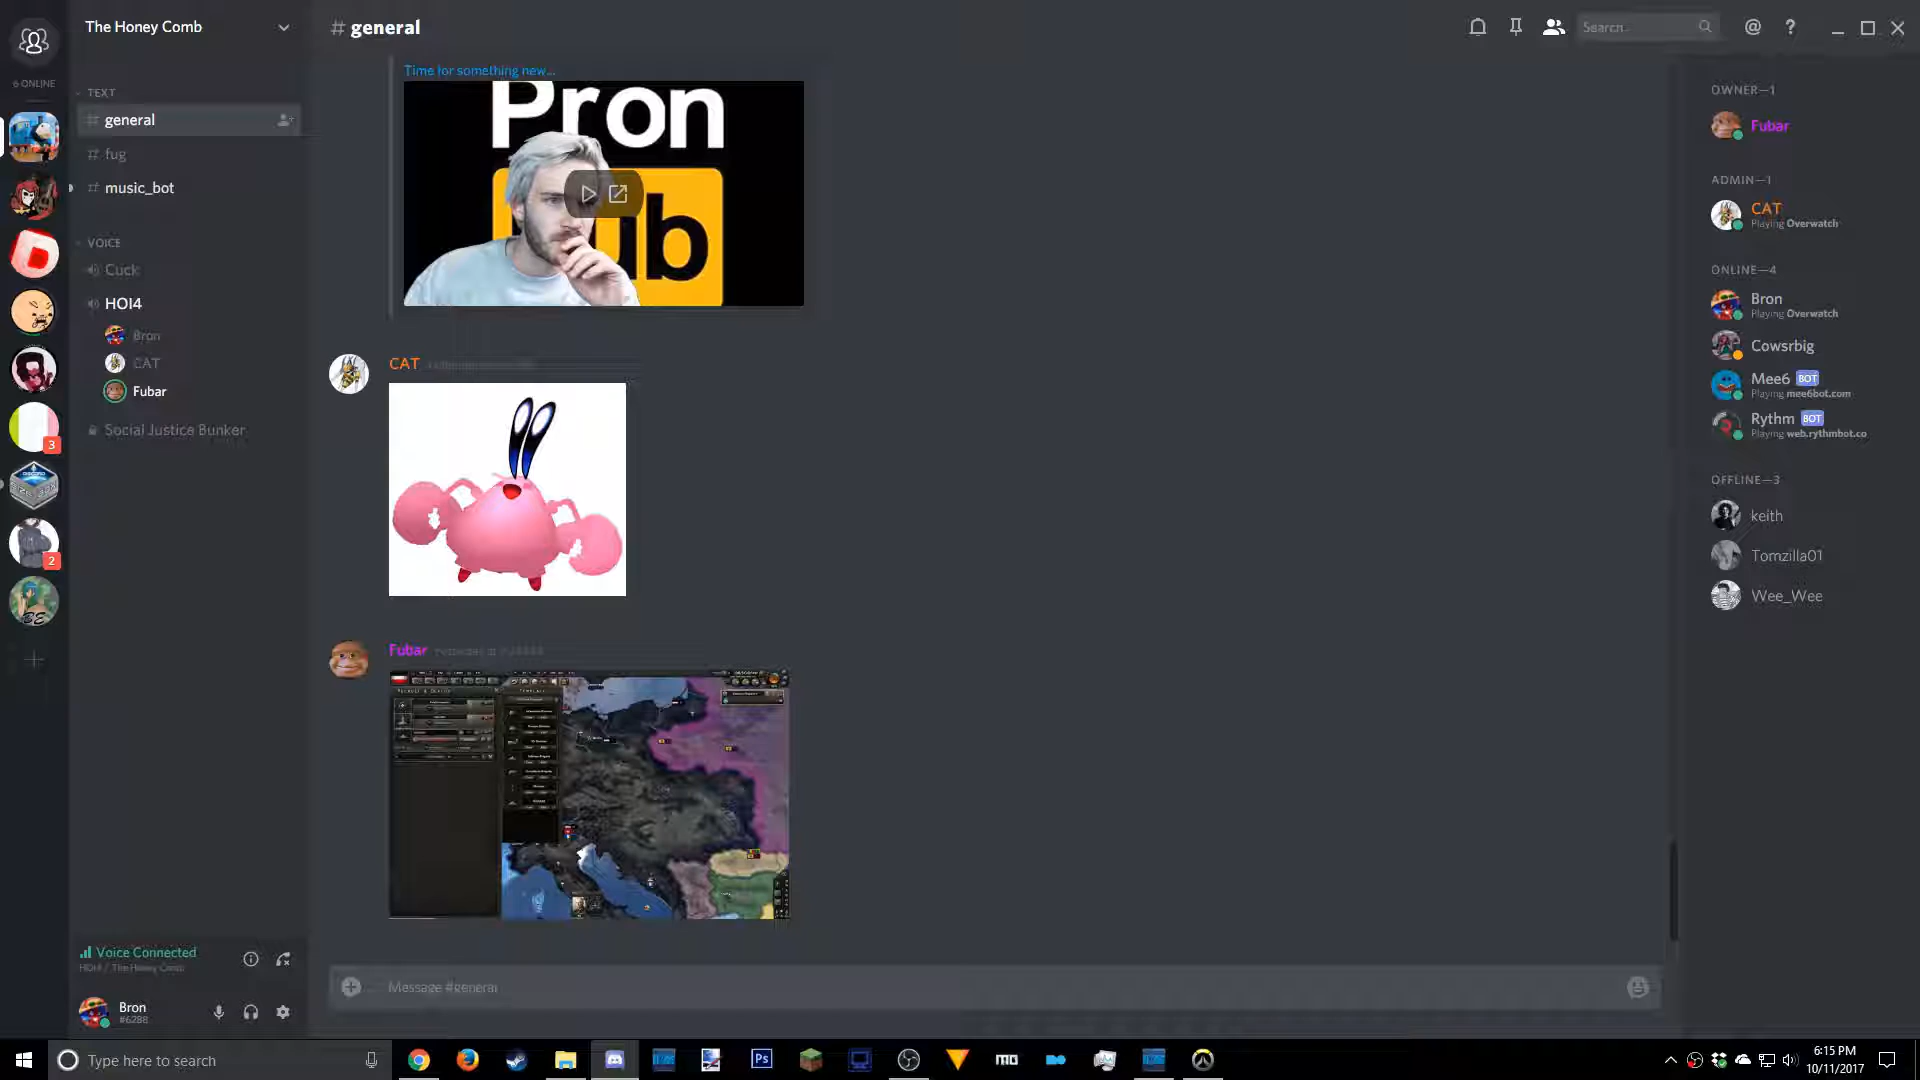 The Honey Comb
# general
Search..
6 ONLINE
TEXT
# general
# fug
# music_bot
VOICE
Cuck
HOI4
Bron
CAT
Fubar
Social Justice Bunker
Voice Connected
HOI4 / The Honey Comb
Bron
#6288
Time for something new...
Pron
ub
CAT
Fubar
Message #general
OWNER—1
Fubar
ADMIN—1
CAT
Playing Overwatch
ONLINE—4
Bron
Playing Overwatch
Cowsrbig
Mee6 BOT
Playing mee6bot.com
Rythm BOT
Playing web.rythmbot.co
OFFLINE—3
keith
Tomzilla01
Wee_Wee
3
2
BE
Type here to search
Ps
6:15 PM
10/11/2017